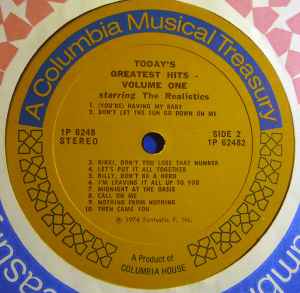 A Columbia Musical Treasury
TODAY'S
GREATEST HITS -
VOLUME ONE
starring The Realistics
1. (YOU'RE) HAVING MY BABY
2. DON'T LET THE SUN GO DOWN ON ME
1P 6248
STEREO
SIDE 2
1P 62482
3. RIKKI, DON'T YOU LOSE THAT NUMBER
4. LET'S PUT IT ALL TOGETHER
5. BILLY, DON'T BE A HERO
6. I'M LEAVING IT ALL UP TO YOU
7. MIDNIGHT AT THE OASIS
8. CALL ON ME
9. NOTHING FROM NOTHING
10. THEN CAME YOU
℗ 1974 Fantastic F, Inc.
A Product of
COLUMBIA HOUSE